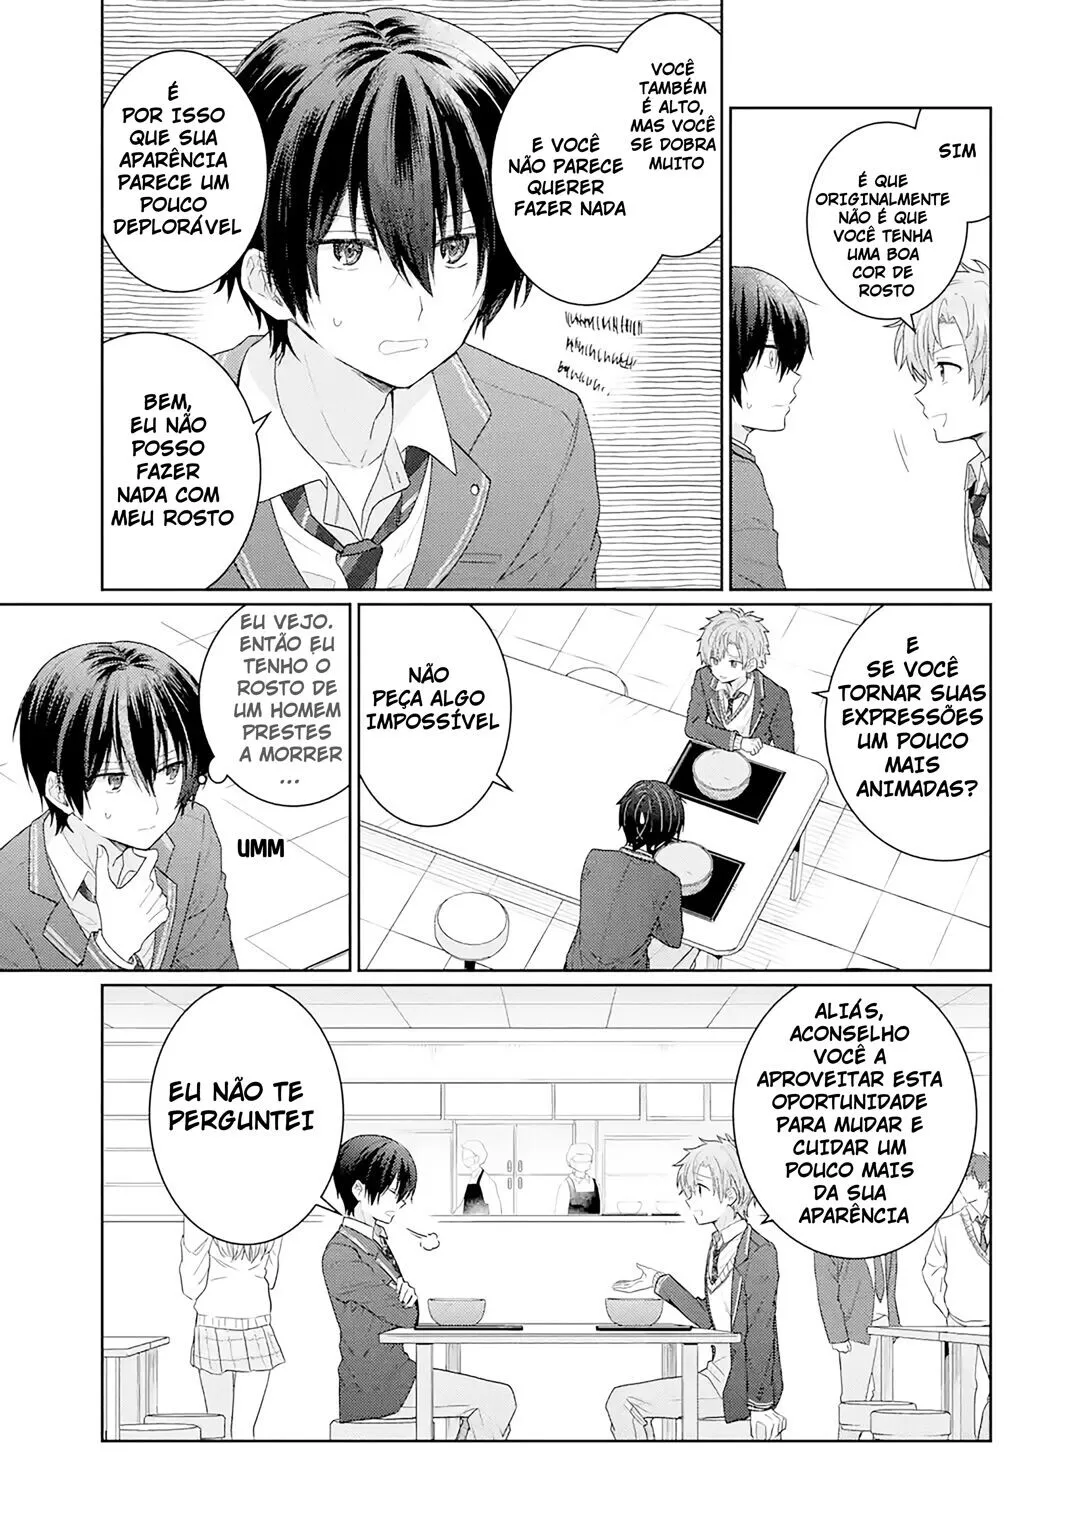 SIM
É QUE
ORIGINALMENTE
NÃO É QUE
VOCÊ TENHA
UMA BOA
COR DE
ROSTO
VOCÊ
TAMBÉM
É ALTO,
MAS VOCÊ
SE DOBRA
MUITO
E VOCÊ
NÃO PARECE
QUERER
FAZER NADA
É
POR ISSO
QUE SUA
APARÊNCIA
PARECE UM
POUCO
DEPLORÁVEL
BEM,
EU NÃO
POSSO
FAZER
NADA COM
MEU ROSTO
E
SE VOCÊ
TORNAR SUAS
EXPRESSÕES
UM POUCO
MAIS
ANIMADAS?
NÃO
PEÇA ALGO
IMPOSSÍVEL
EU VEJO.
ENTÃO EU
TENHO O
ROSTO DE
UM HOMEM
PRESTES
A MORRER
...
UMM
ALIÁS,
ACONSELHO
VOCÊ A
APROVEITAR ESTA
OPORTUNIDADE
PARA MUDAR E
CUIDAR UM
POUCO MAIS
DA SUA
APARÊNCIA
EU NÃO TE
PERGUNTEI